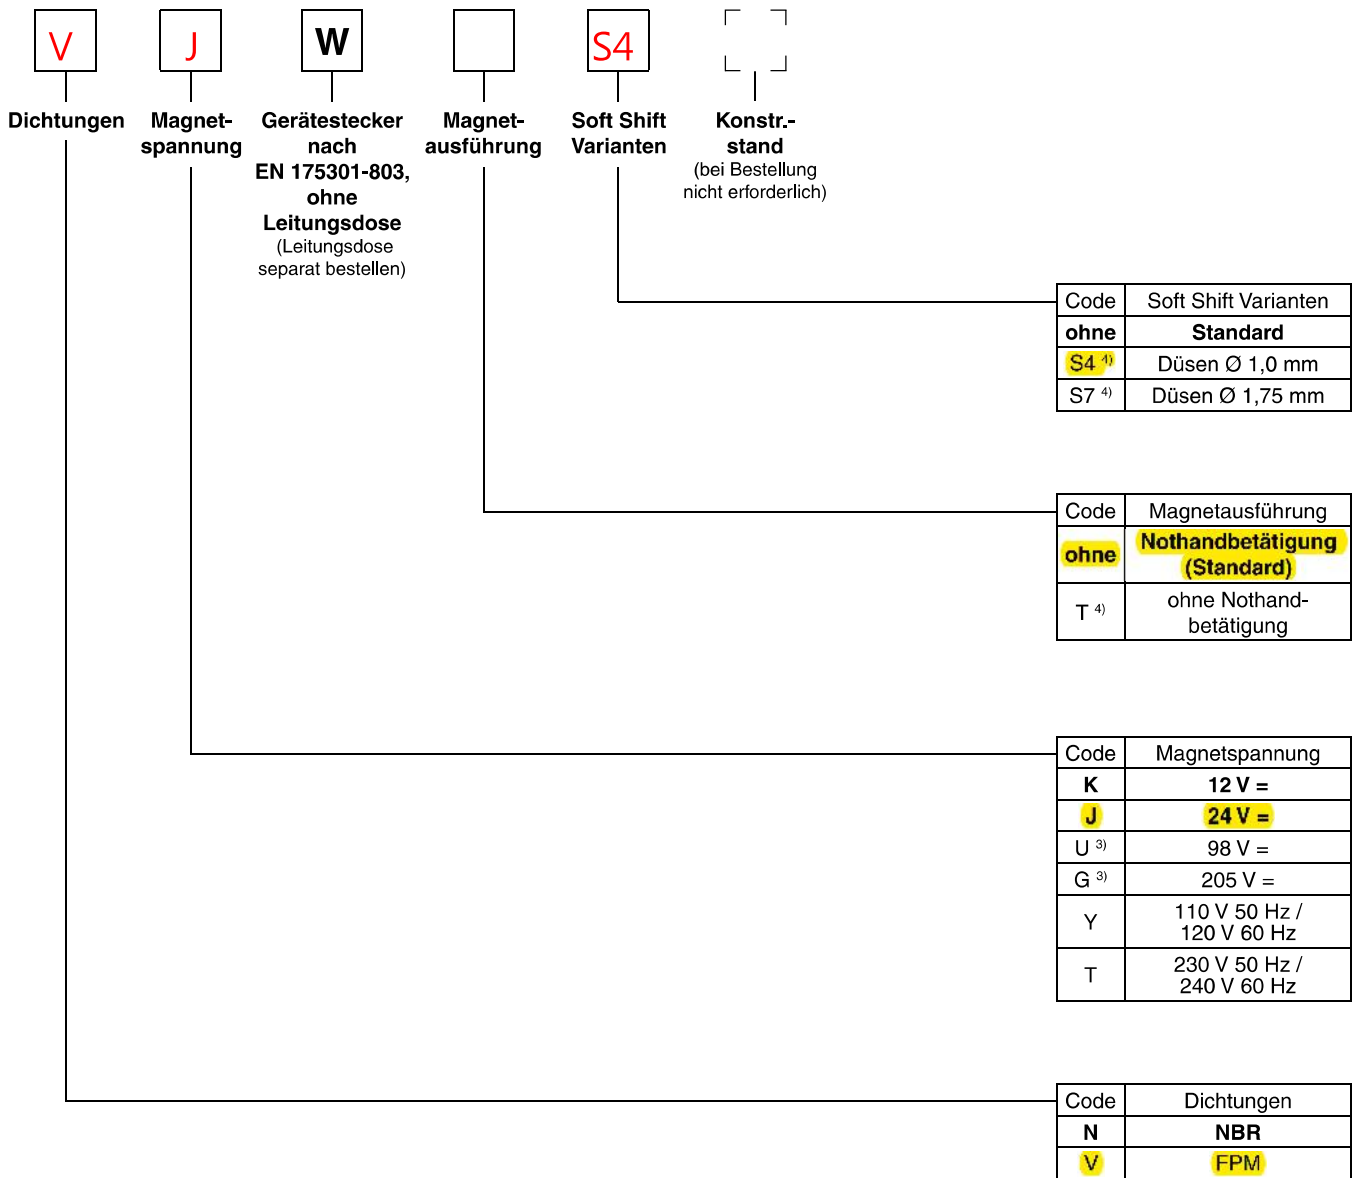 V J W S4
Dichtungen
Magnet-
spannung
Gerätestecker
nach
EN 175301-803,
ohne
Leitungsdose
(Leitungsdose
separat bestellen)
Magnet-
ausführung
Soft Shift
Varianten
Konstr.-
stand
(bei Bestellung
nicht erforderlich)
Code Soft Shift Varianten
ohne Standard
S4 4) Düsen Ø 1,0 mm
S7 4) Düsen Ø 1,75 mm
Code Magnetausführung
ohne Nothandbetätigung
(Standard)
T 4) ohne Nothand-
betätigung
Code Magnetspannung
K 12 V =
J 24 V =
U 3) 98 V =
G 3) 205 V =
Y 110 V 50 Hz /
120 V 60 Hz
T 230 V 50 Hz /
240 V 60 Hz
Code Dichtungen
N NBR
V FPM